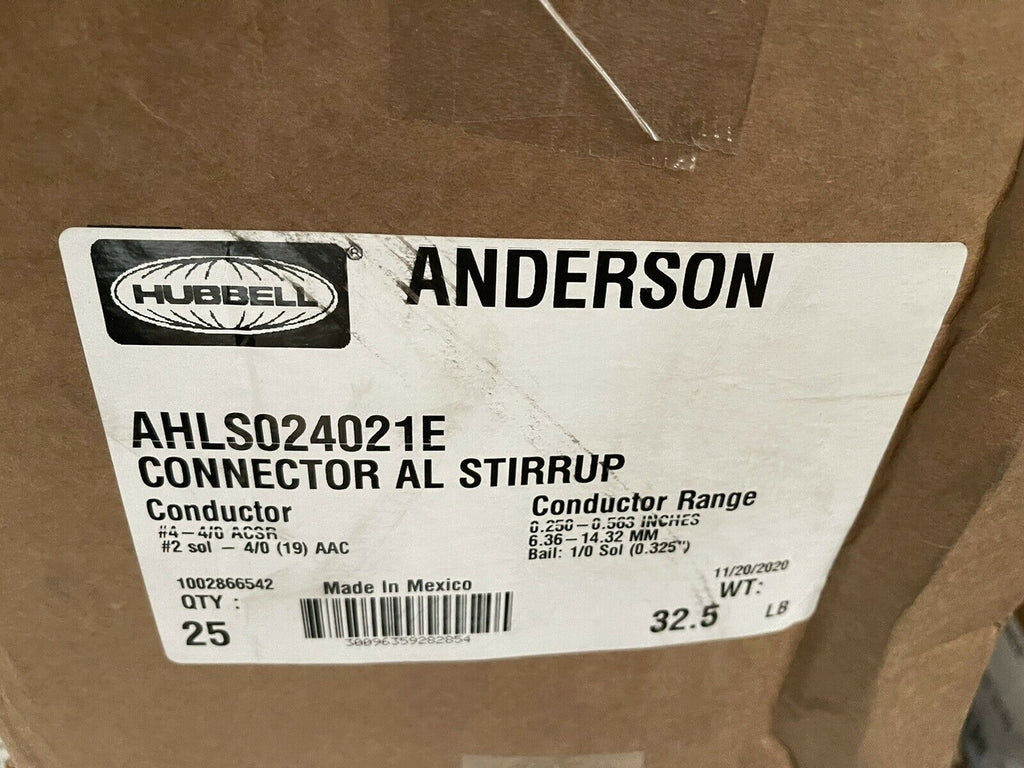 HUBBELL®
ANDERSON
AHLS024021E
CONNECTOR AL STIRRUP
Conductor
#4-4/0 ACSR
#2 sol - 4/0 (19) AAC
Conductor Range
0.250-0.563 INCHES
6.36-14.32 MM
Bail: 1/0 Sol (0.325")
1002866542
QTY :
25
Made In Mexico
30096359282854
11/20/2020
WT:
32.5 LB